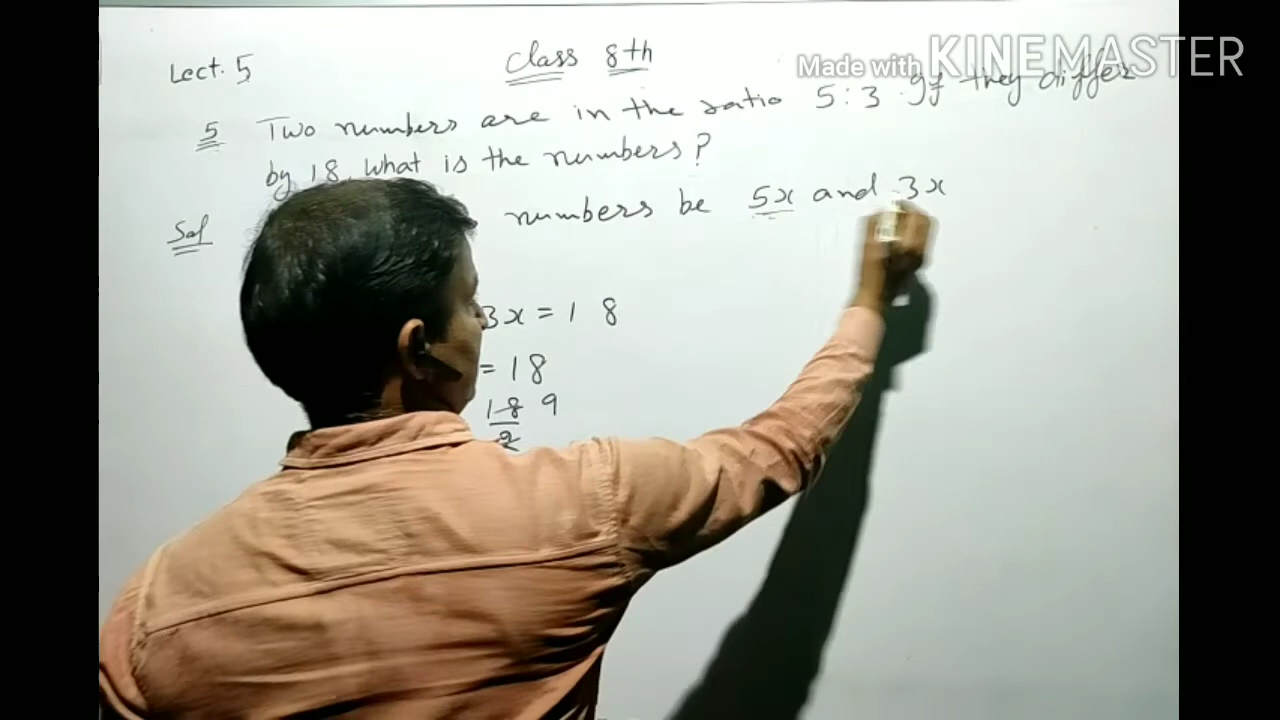 Made with KINEMASTER
Lect. 5
Class 8th
5 Two numbers are in the ratio 5:3. If they differ
by 18. What is the numbers?
Sol numbers be 5x and 3x
3x = 18
= 18
18 9
2